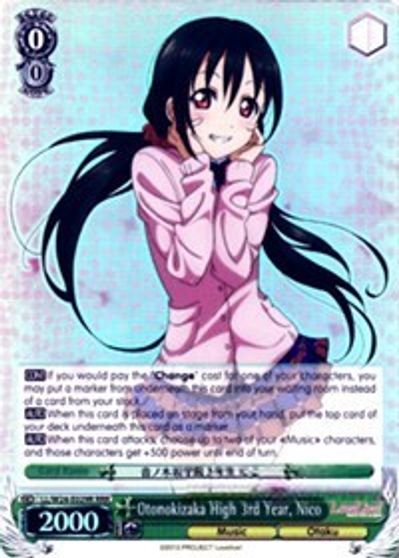 0
0
CONT If you would pay the "Change" cost for one of your characters, you
may put a marker from underneath this card into your waiting room instead
of a card from your stock.
AUTO When this card is placed on stage from your hand, put the top card of
your deck underneath this card as a marker.
AUTO When this card attacks, choose up to two of your «Music» characters, and
those characters get +500 power until end of turn.
Otonokizaka High 3rd Year, Nico
2000
Music
Otaku
©2013 PROJECT Lovelive!